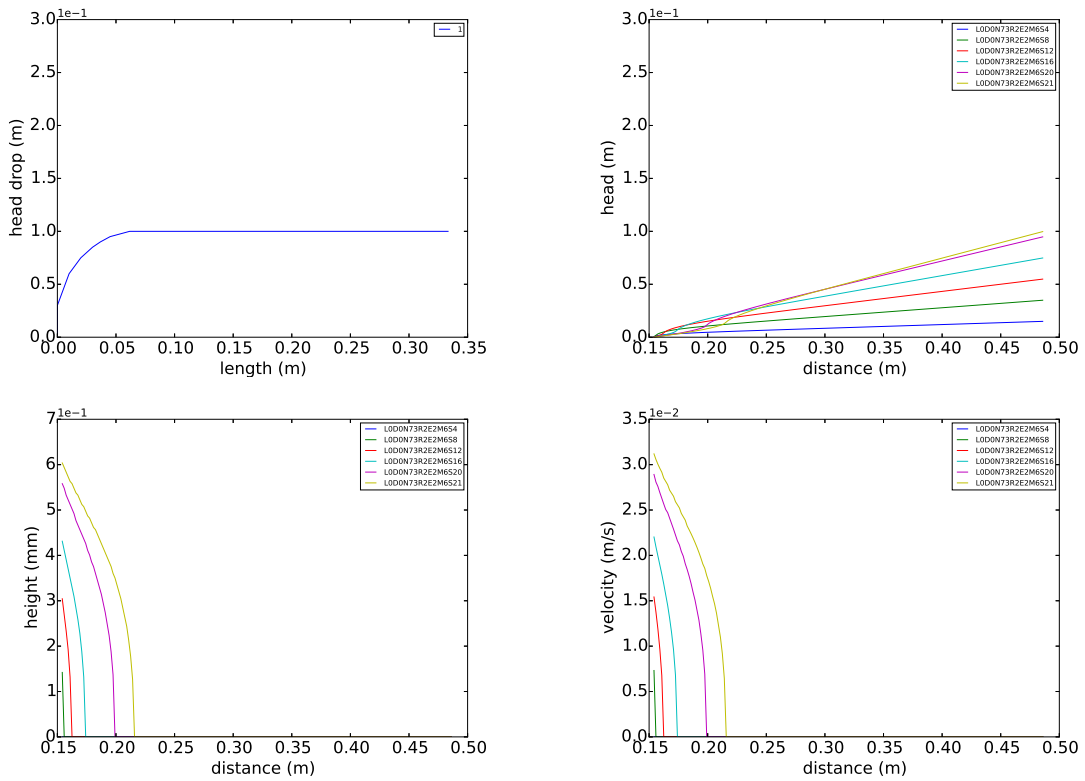 1e−1
3.0
2.5
2.0
1.5
1.0
0.5
0.0
0.00 0.05 0.10 0.15 0.20 0.25 0.30 0.35
length (m)
head drop (m)
1
1e−1
3.0
2.5
2.0
1.5
1.0
0.5
0.0
0.15 0.20 0.25 0.30 0.35 0.40 0.45 0.50
distance (m)
head (m)
L0D0N73R2E2M6S4
L0D0N73R2E2M6S8
L0D0N73R2E2M6S12
L0D0N73R2E2M6S16
L0D0N73R2E2M6S20
L0D0N73R2E2M6S21
1e−1
7
6
5
4
3
2
1
0
0.15 0.20 0.25 0.30 0.35 0.40 0.45 0.50
distance (m)
height (mm)
L0D0N73R2E2M6S4
L0D0N73R2E2M6S8
L0D0N73R2E2M6S12
L0D0N73R2E2M6S16
L0D0N73R2E2M6S20
L0D0N73R2E2M6S21
1e−2
3.5
3.0
2.5
2.0
1.5
1.0
0.5
0.0
0.15 0.20 0.25 0.30 0.35 0.40 0.45 0.50
distance (m)
velocity (m/s)
L0D0N73R2E2M6S4
L0D0N73R2E2M6S8
L0D0N73R2E2M6S12
L0D0N73R2E2M6S16
L0D0N73R2E2M6S20
L0D0N73R2E2M6S21